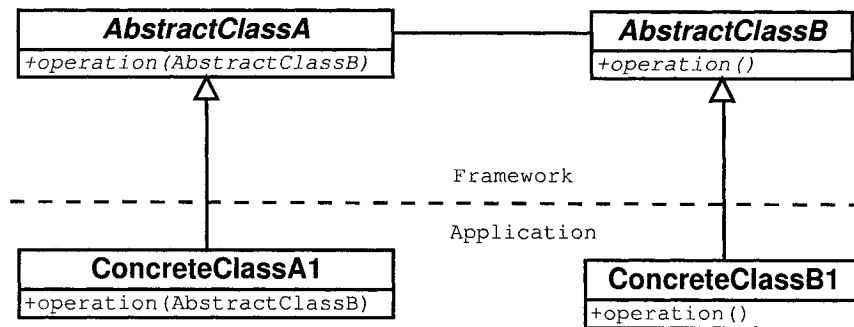 AbstractClassA
+operation(AbstractClassB)
AbstractClassB
+operation()
Framework
Application
ConcreteClassA1
+operation(AbstractClassB)
ConcreteClassB1
+operation()